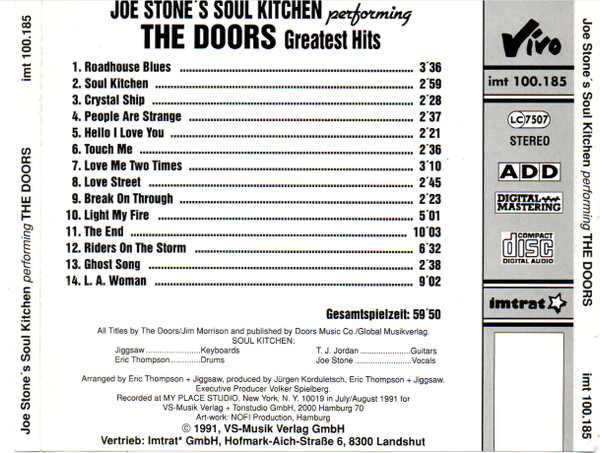 imt 100.185
Joe Stone´s Soul Kitchen performing THE DOORS
JOE STONE´S SOUL KITCHEN performing
THE DOORS Greatest Hits
1. Roadhouse Blues ........ 3´36
2. Soul Kitchen ........ 2´59
3. Crystal Ship ........ 2´28
4. People Are Strange ........ 2´37
5. Hello I Love You ........ 2´21
6. Touch Me ........ 2´36
7. Love Me Two Times ........ 3´10
8. Love Street ........ 2´45
9. Break On Through ........ 2´23
10. Light My Fire ........ 5´01
11. The End ........ 10´03
12. Riders On The Storm ........ 6´32
13. Ghost Song ........ 2´38
14. L. A. Woman ........ 9´02
Gesamtspielzeit: 59´50
All Titles by The Doors/Jim Morrison and published by Doors Music Co./Global Musikverlag.
SOUL KITCHEN:
Jiggsaw........Keyboards T. J. Jordan........Guitars
Eric Thompson........Drums Joe Stone........Vocals
Arranged by Eric Thompson + Jiggsaw, produced by Jürgen Korduletsch, Eric Thompson + Jiggsaw.
Executive Producer Volker Spielberg.
Recorded at MY PLACE STUDIO, New York, N. Y. 10019 in July/August 1991 for
VS-Musik Verlag + Tonstudio GmbH, 2000 Hamburg 70
Art-work: NOFI Production, Hamburg
© 1991, VS-Musik Verlag GmbH
Vertrieb: Imtrat* GmbH, Hofmark-Aich-Straße 6, 8300 Landshut
Vivo
imt 100.185
LC 7507
STEREO
ADD
DIGITAL
MASTERING
COMPACT
disc
DIGITAL AUDIO
imtrat
Joe Stone´s Soul Kitchen performing THE DOORS
imt 100.185